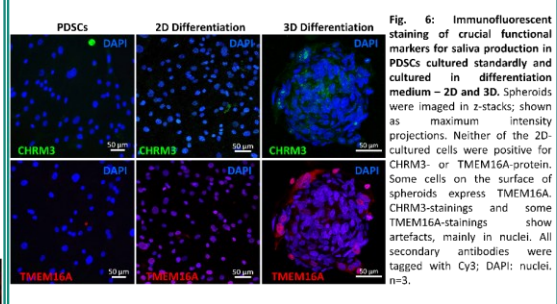 PDSCs
2D Differentiation
3D Differentiation
DAPI
DAPI
DAPI
CHRM3
50 µm
CHRM3
50 µm
CHRM3
50 µm
DAPI
DAPI
DAPI
TMEM16A
50 µm
TMEM16A
50 µm
TMEM16A
50 µm
Fig. 6: Immunofluorescent
staining of crucial functional
markers for saliva production in
PDSCs cultured standardly and
cultured in differentiation
medium – 2D and 3D. Spheroids
were imaged in z-stacks; shown
as maximum intensity
projections. Neither of the 2D-
cultured cells were positive for
CHRM3- or TMEM16A-protein.
Some cells on the surface of
spheroids express TMEM16A.
CHRM3-stainings and some
TMEM16A-stainings show
artefacts, mainly in nuclei. All
secondary antibodies were
tagged with Cy3; DAPI: nuclei.
n=3.